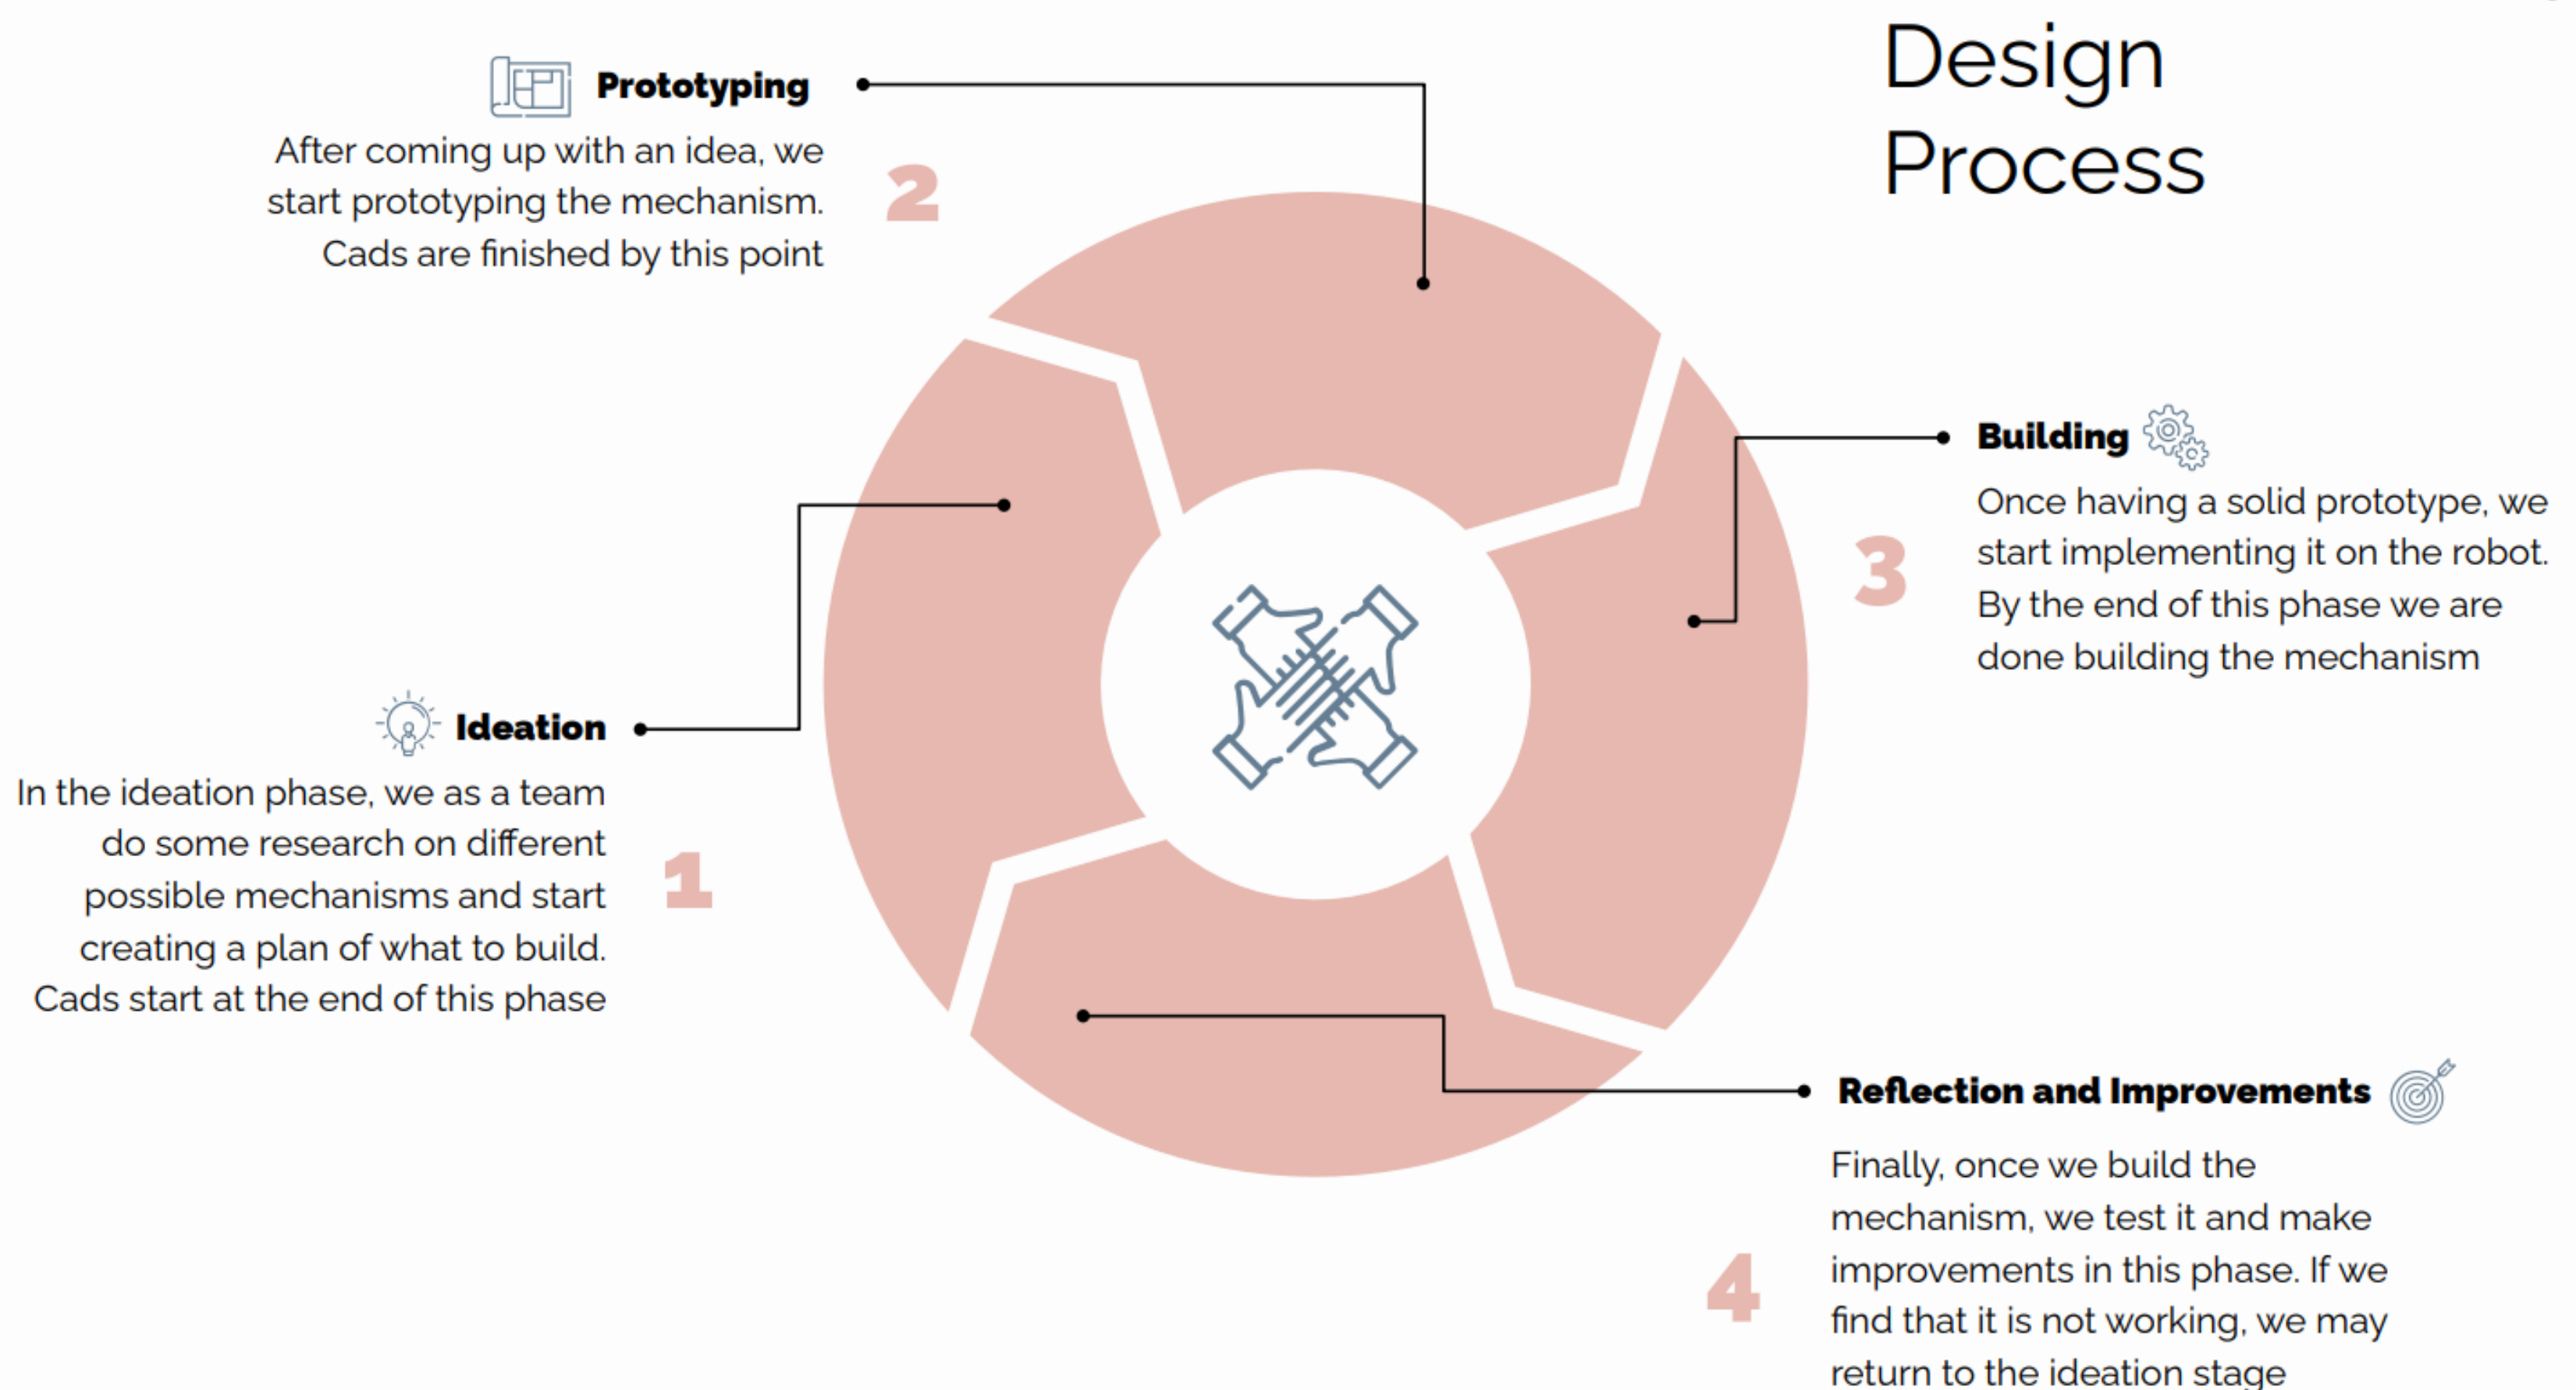 Design
Process
Ideation
In the ideation phase, we as a team
do some research on different
possible mechanisms and start
creating a plan of what to build.
Cads start at the end of this phase
1
Prototyping
After coming up with an idea, we
start prototyping the mechanism.
Cads are finished by this point
2
Building
Once having a solid prototype, we
start implementing it on the robot.
By the end of this phase we are
done building the mechanism
3
Reflection and Improvements
Finally, once we build the
mechanism, we test it and make
improvements in this phase. If we
find that it is not working, we may
return to the ideation stage
4